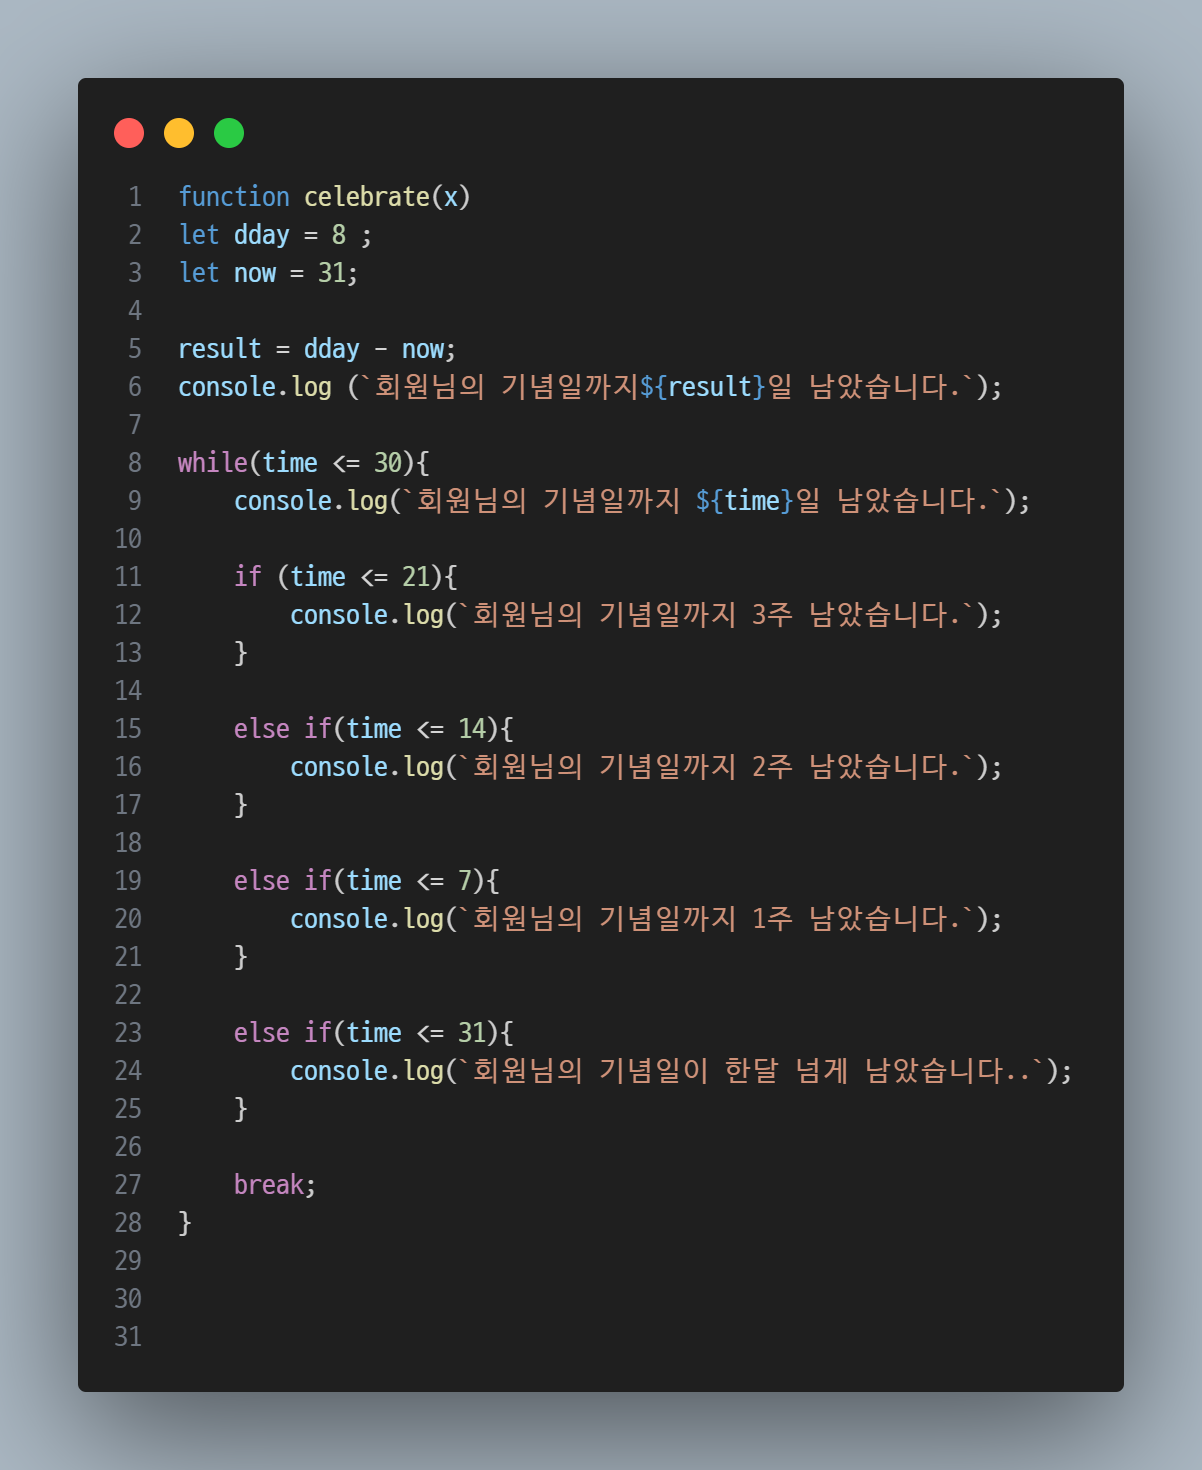 1 function celebrate(x)
2 let dday = 8 ;
3 let now = 31;
4
5 result = dday - now;
6 console.log (`회원님의 기념일까지${result}일 남았습니다.`);
7
8 while(time <= 30){
9     console.log(`회원님의 기념일까지 ${time}일 남았습니다.`);
10
11     if (time <= 21){
12         console.log(`회원님의 기념일까지 3주 남았습니다.`);
13     }
14
15     else if(time <= 14){
16         console.log(`회원님의 기념일까지 2주 남았습니다.`);
17     }
18
19     else if(time <= 7){
20         console.log(`회원님의 기념일까지 1주 남았습니다.`);
21     }
22
23     else if(time <= 31){
24         console.log(`회원님의 기념일이 한달 넘게 남았습니다..`);
25     }
26
27     break;
28 }
29
30
31